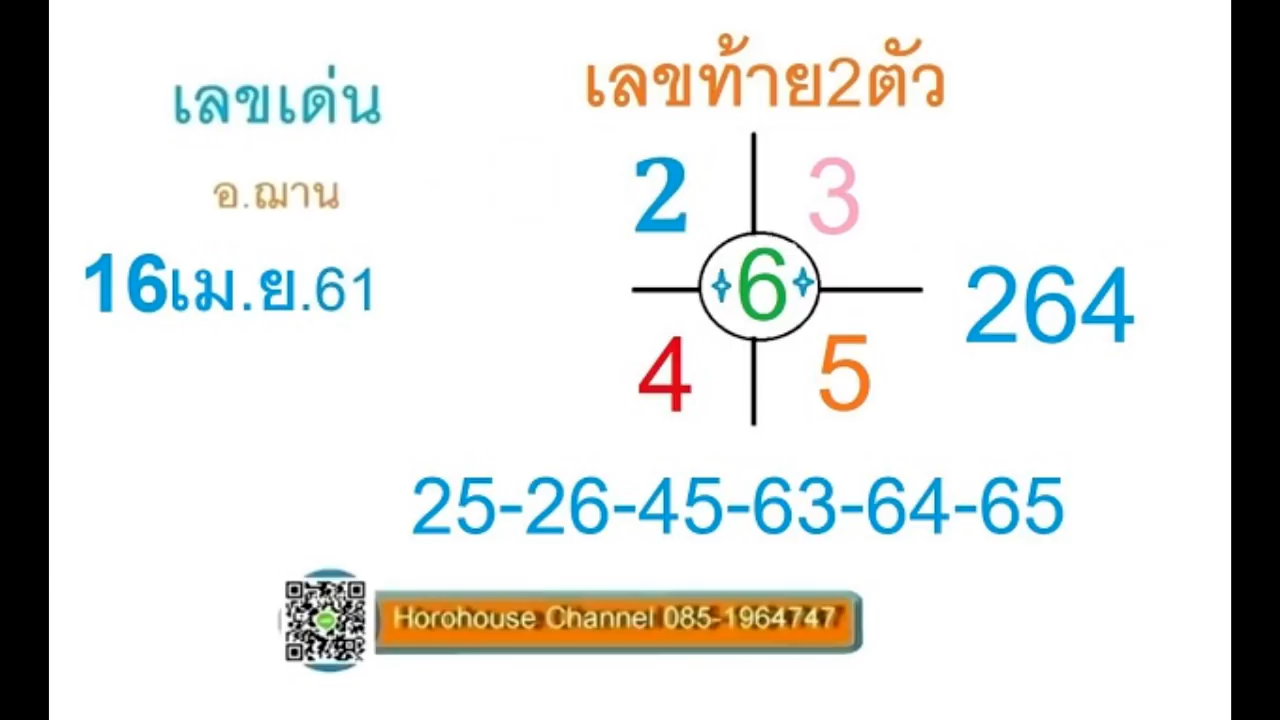 เลขเด่น
อ.ฌาน
16เม.ย.61
เลขท้าย2ตัว
2 3
6
4 5
264
25-26-45-63-64-65
Horohouse Channel 085-1964747